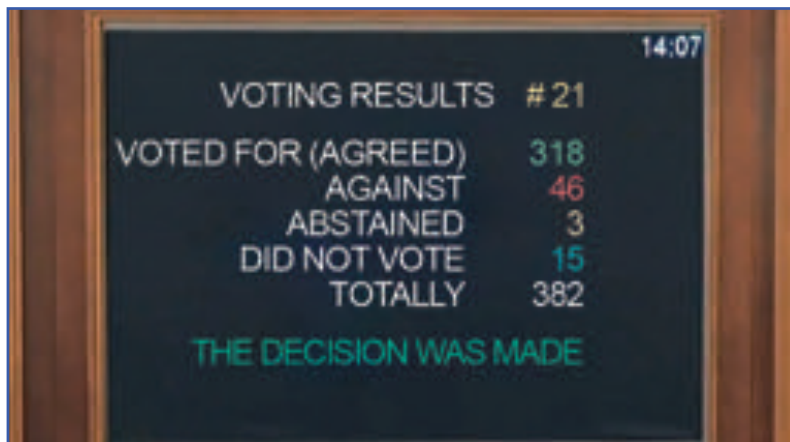 14:07
VOTING RESULTS # 21
VOTED FOR (AGREED) 318
AGAINST 46
ABSTAINED 3
DID NOT VOTE 15
TOTALLY 382
THE DECISION WAS MADE